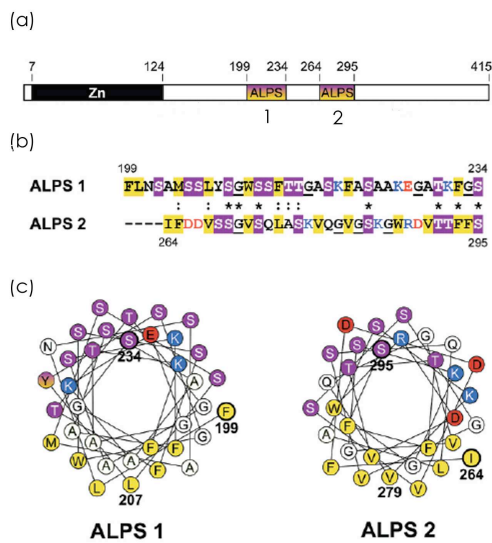 (a)
7 124 199 234 264 295 415
Zn ALPS ALPS
1 2
(b)
199 234
ALPS 1 FLNSAMSSLYSGWSSFTTGASKFASAAKEGATKFGS
: : * * * * : : : * * * *
ALPS 2 ----IFDDVSSGVSQLASKVQGVGSKGWRDVTTFFS
264 295
(c)
S T S S
S S S S E K S
N S T 234 K S
Y K A S
T G G F
M A G G 199
W A A A F F A
L L F
207
ALPS 1
D S S S R G Q
S 295 T D
Q T K
S W K
A F D
F G F V I
V V V L 264
279
ALPS 2